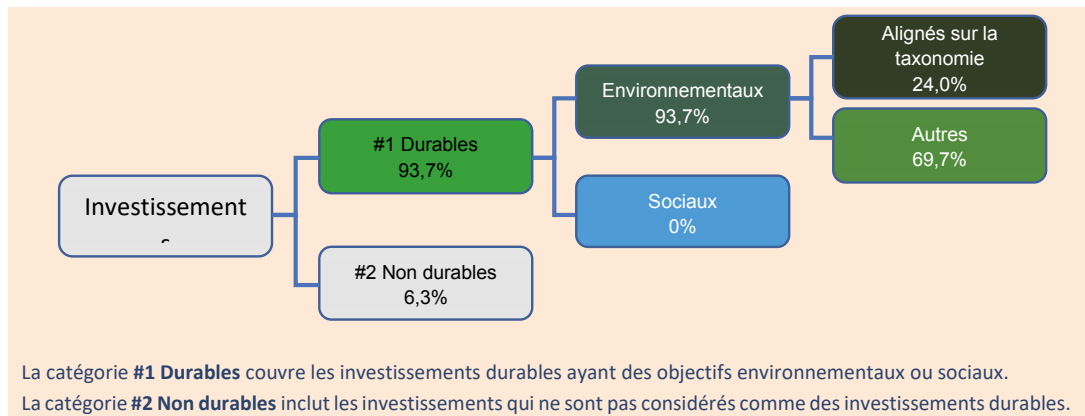 Alignés sur la
taxonomie
24,0%
Environnementaux
93,7%
Autres
69,7%
#1 Durables
93,7%
Investissement
Sociaux
0%
#2 Non durables
6,3%
La catégorie #1 Durables couvre les investissements durables ayant des objectifs environnementaux ou sociaux.
La catégorie #2 Non durables inclut les investissements qui ne sont pas considérés comme des investissements durables.